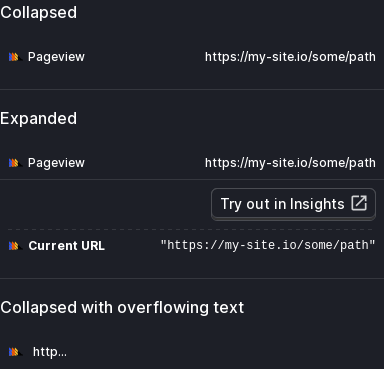 Collapsed
Pageview https://my-site.io/some/path
Expanded
Pageview https://my-site.io/some/path
Try out in Insights
Current URL "https://my-site.io/some/path"
Collapsed with overflowing text
http...